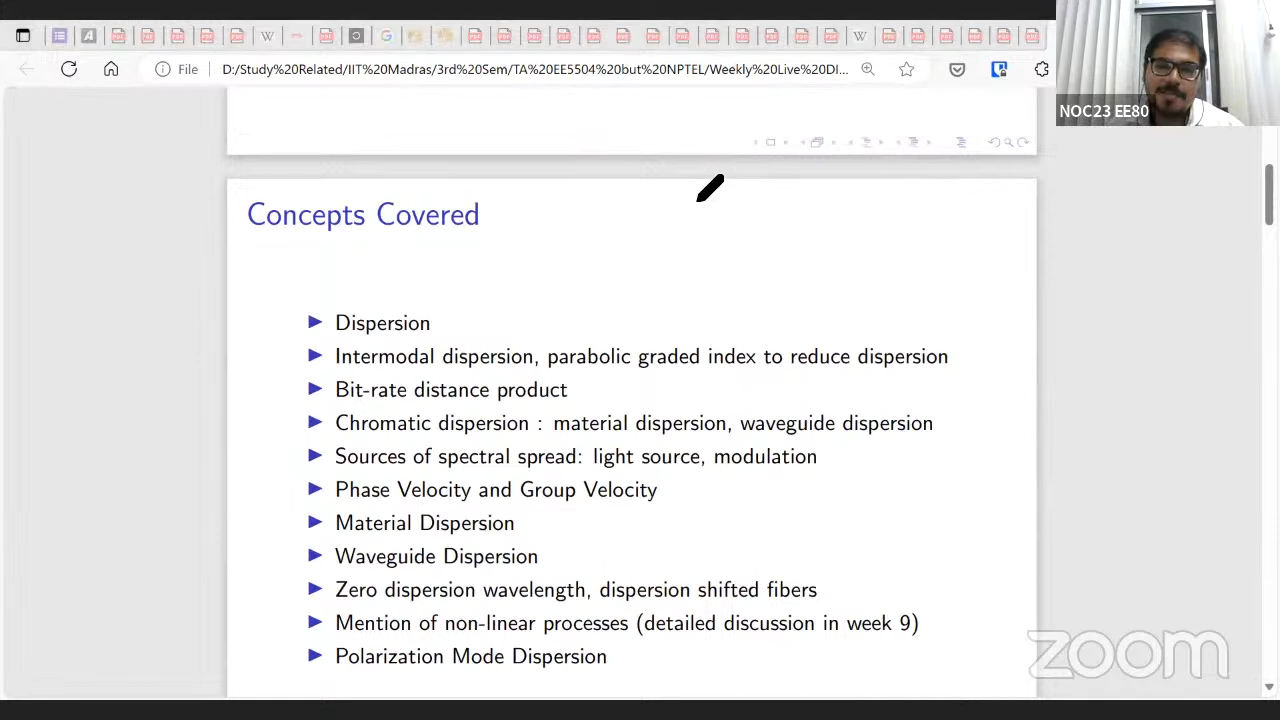 File
D:/Study%20Related/IIT%20Madras/3rd%20Sem/TA%20EE5504%20but%20NPTEL/Weekly%20Live%20DI...
NOC23 EE80
Concepts Covered
Dispersion
Intermodal dispersion, parabolic graded index to reduce dispersion
Bit-rate distance product
Chromatic dispersion : material dispersion, waveguide dispersion
Sources of spectral spread: light source, modulation
Phase Velocity and Group Velocity
Material Dispersion
Waveguide Dispersion
Zero dispersion wavelength, dispersion shifted fibers
Mention of non-linear processes (detailed discussion in week 9)
Polarization Mode Dispersion
zoom